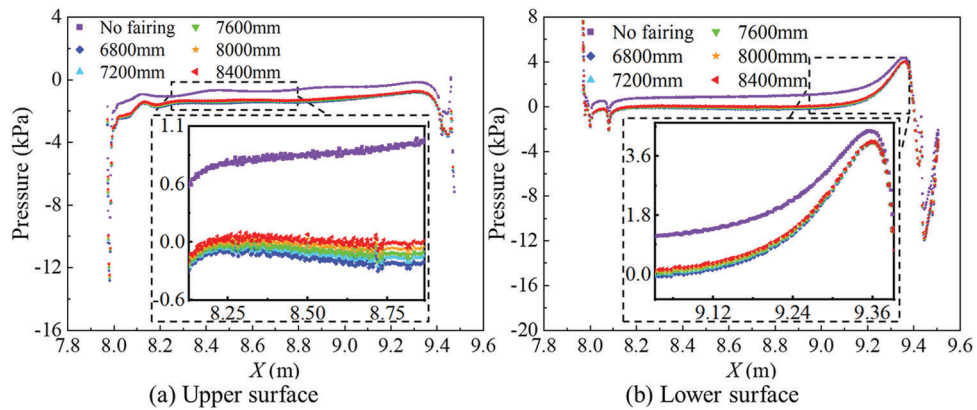 4
0
-4
-8
-12
-16
Pressure (kPa)
No fairing
6800mm
7200mm
7600mm
8000mm
8400mm
1.1
0.6
0.0
-0.6
8.25
8.50
8.75
7.8
8.0
8.2
8.4
8.6
8.8
9.0
9.2
9.4
9.6
X (m)
(a) Upper surface
8
4
0
-4
-8
-12
-16
-20
Pressure (kPa)
No fairing
6800mm
7200mm
7600mm
8000mm
8400mm
3.6
1.8
0.0
9.12
9.24
9.36
7.8
8.0
8.2
8.4
8.6
8.8
9.0
9.2
9.4
9.6
X (m)
(b) Lower surface